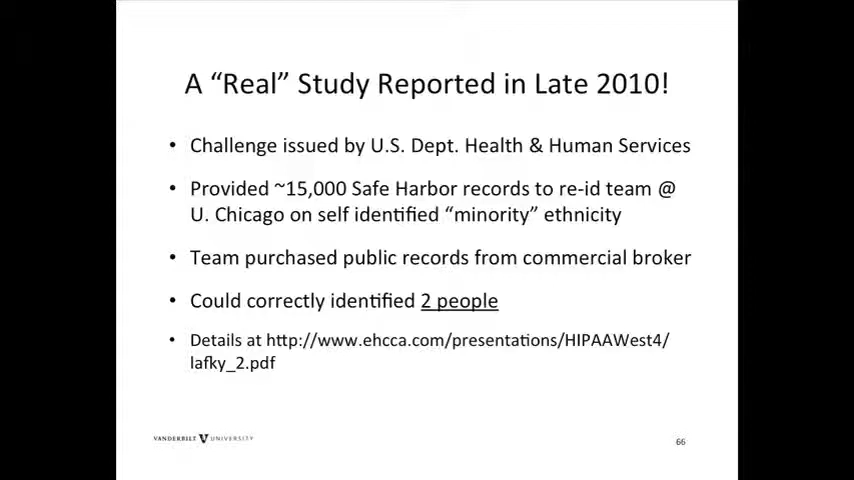 A “Real” Study Reported in Late 2010!
• Challenge issued by U.S. Dept. Health & Human Services
• Provided ~15,000 Safe Harbor records to re-id team @
U. Chicago on self identified “minority” ethnicity
• Team purchased public records from commercial broker
• Could correctly identified 2 people
• Details at http://www.ehcca.com/presentations/HIPAAWest4/
lafky_2.pdf
VANDERBILT V UNIVERSITY
66